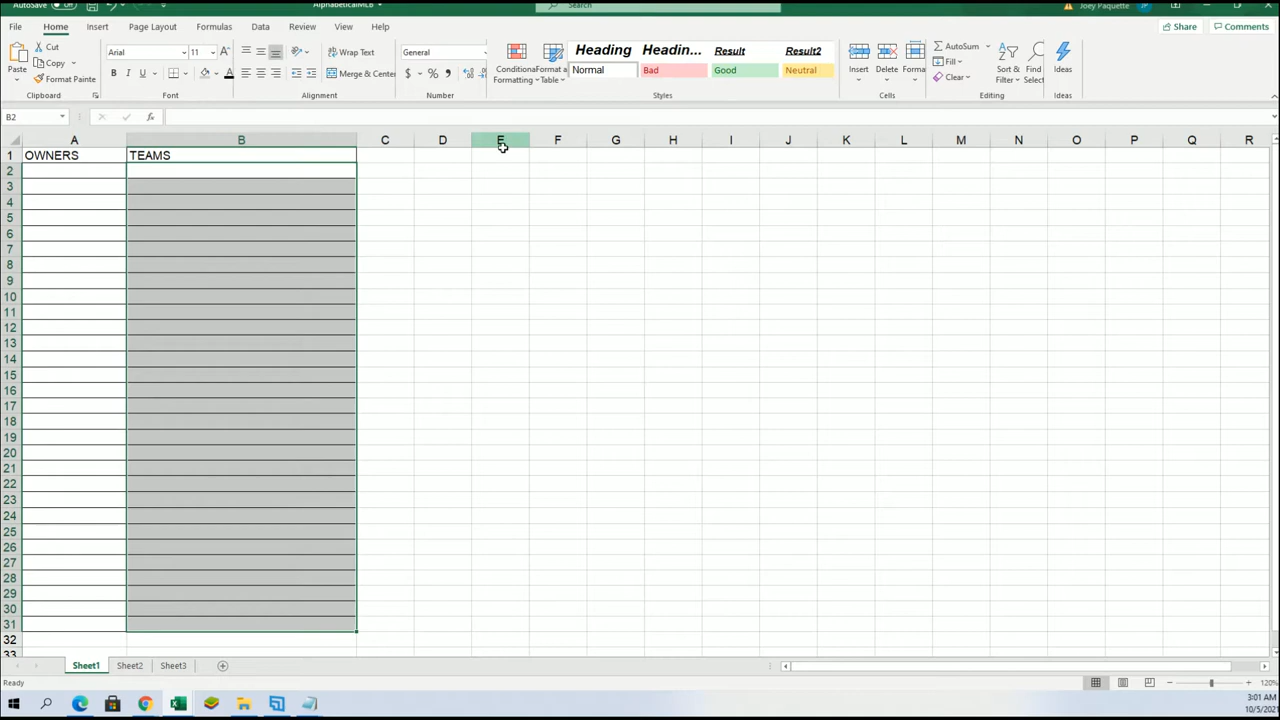 AutoSave Off AlphabeticalMLB Search Joey Paquette
File Home Insert Page Layout Formulas Data Review View Help Share Comments
Paste Cut Copy Format Painter Clipboard
Arial 11 A B I U A Font
Wrap Text Merge & Center Alignment
General $ % , Number
Conditional Formatting Format a Table
Heading Headin... Result Result2
Normal Bad Good Neutral
Styles
Insert Delete Forma Cells
AutoSum Fill Clear Sort & Filter Find Select Editing
Ideas Ideas
B2 fx
A B C D E F G H I J K L M N O P Q R
1 OWNERS TEAMS
2
3
4
5
6
7
8
9
10
11
12
13
14
15
16
17
18
19
20
21
22
23
24
25
26
27
28
29
30
31
32
33
Sheet1 Sheet2 Sheet3
Ready 120%
3:01 AM
10/5/2021